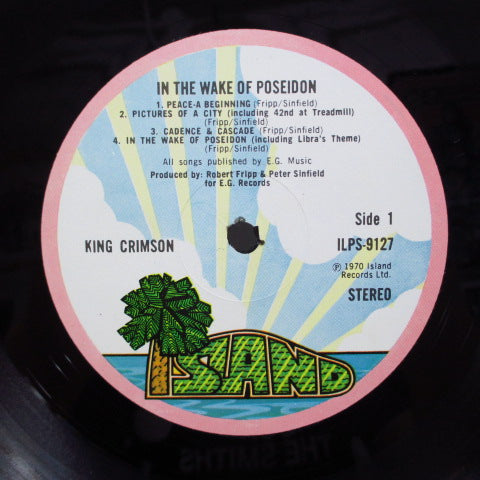 IN THE WAKE OF POSEIDON
1. PEACE-A BEGINNING (Fripp/Sinfield)
2. PICTURES OF A CITY (including 42nd at Treadmill)
(Fripp/Sinfield)
3. CADENCE & CASCADE (Fripp/Sinfield)
4. IN THE WAKE OF POSEIDON (including Libra's Theme)
(Fripp/Sinfield)
All songs published by E.G. Music
Produced by: Robert Fripp & Peter Sinfield
for E.G. Records
Side 1
KING CRIMSON
ILPS-9127
℗ 1970 Island
Records Ltd.
STEREO
ISLAND
THE SMITHS